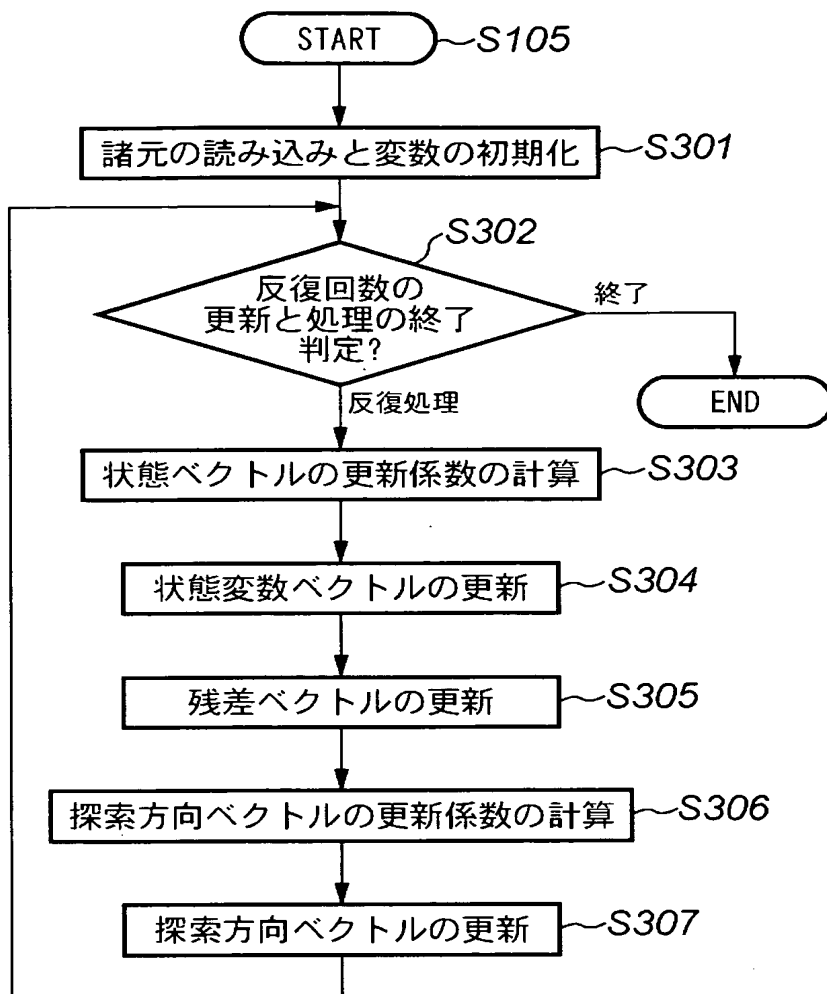 START
S105
諸元の読み込みと変数の初期化
S301
S302
反復回数の
更新と処理の終了
判定?
終了
END
反復処理
状態ベクトルの更新係数の計算
S303
状態変数ベクトルの更新
S304
残差ベクトルの更新
S305
探索方向ベクトルの更新係数の計算
S306
探索方向ベクトルの更新
S307